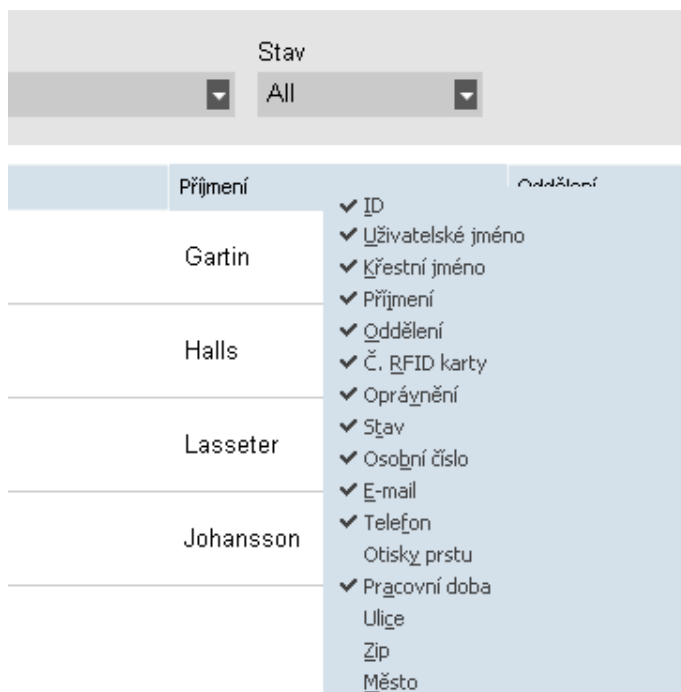 Stav
All
Příjmení
Oddělení
Gartin
Halls
Lasseter
Johansson
ID
Uživatelské jméno
Křestní jméno
Příjmení
Oddělení
Č. RFID karty
Oprávnění
Stav
Osobní číslo
E-mail
Telefon
Otisky prstu
Pracovní doba
Ulice
Zip
Město